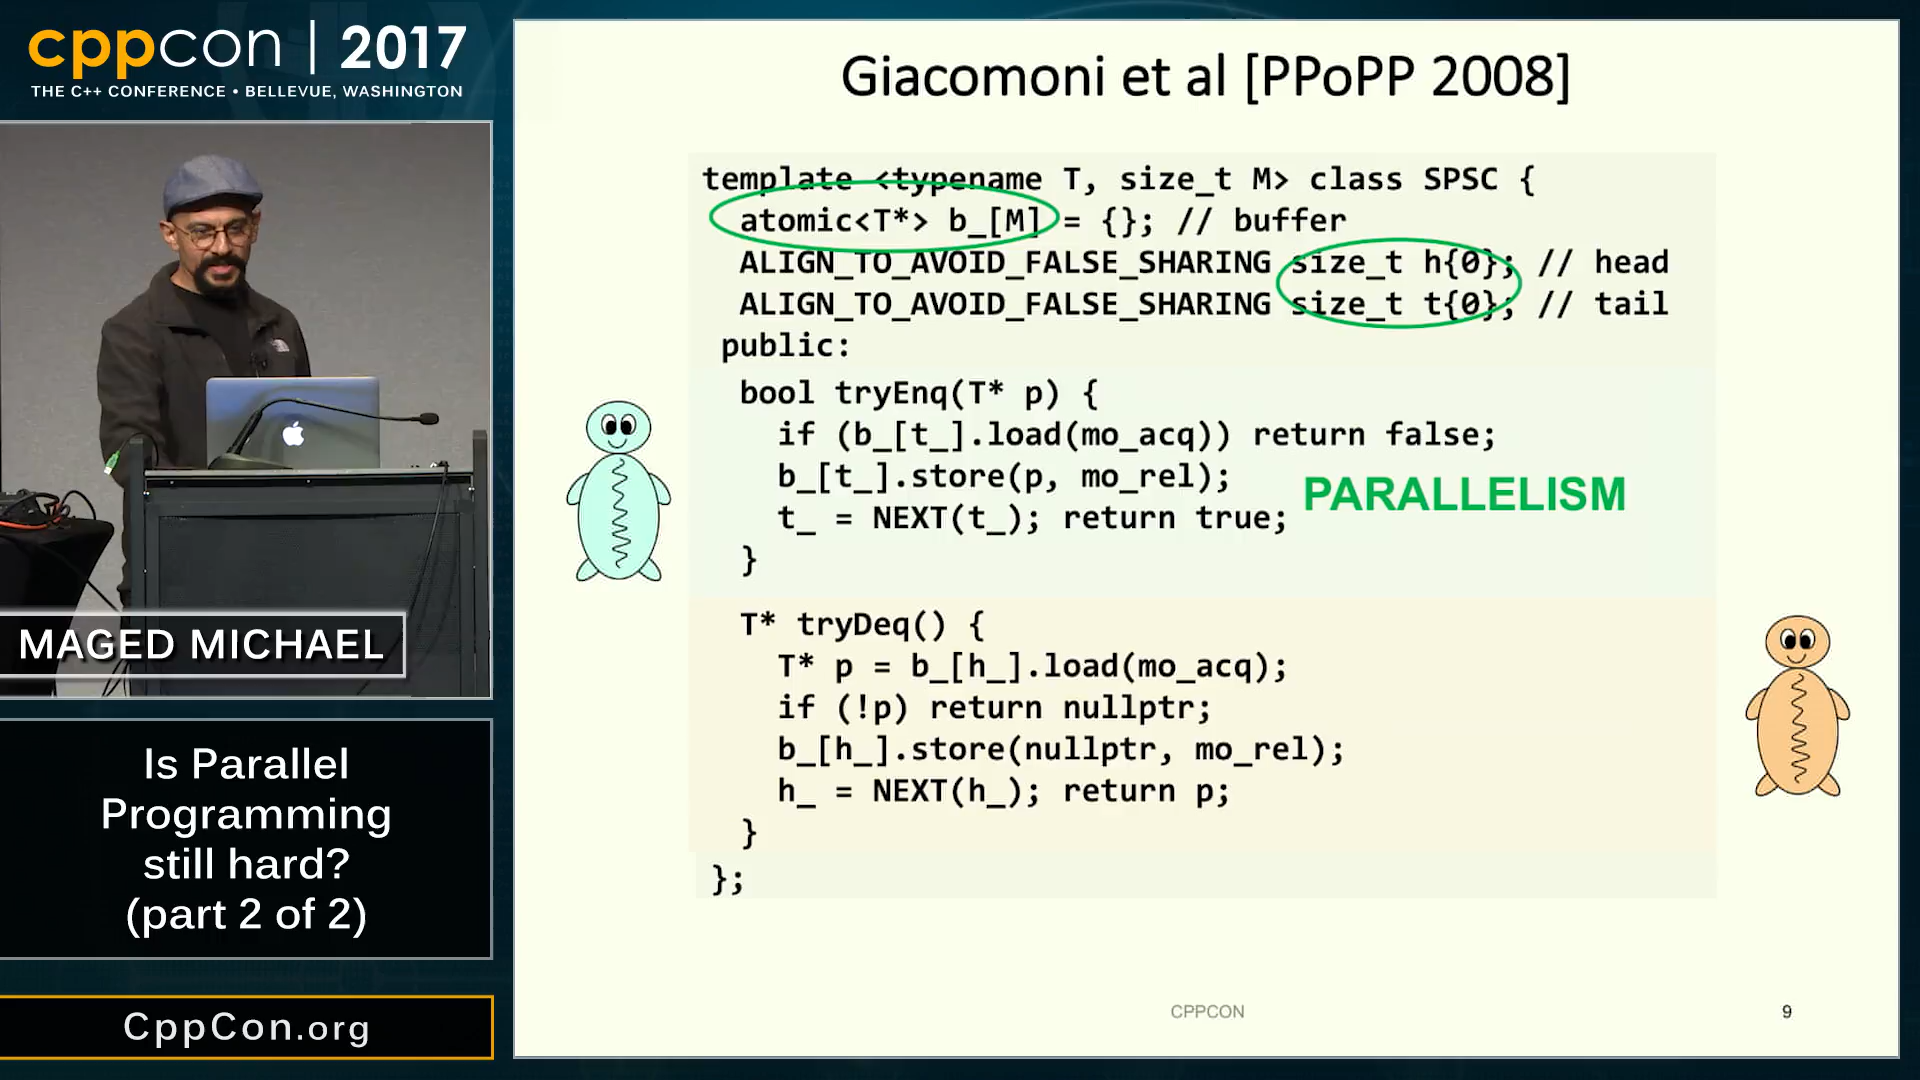 cppcon | 2017
THE C++ CONFERENCE • BELLEVUE, WASHINGTON
MAGED MICHAEL
Is Parallel
Programming
still hard?
(part 2 of 2)
CppCon.org
Giacomoni et al [PPoPP 2008]
template <typename T, size_t M> class SPSC {
atomic<T*> b_[M] = {}; // buffer
ALIGN_TO_AVOID_FALSE_SHARING size_t h{0}; // head
ALIGN_TO_AVOID_FALSE_SHARING size_t t{0}; // tail
public:
bool tryEnq(T* p) {
if (b_[t_].load(mo_acq)) return false;
b_[t_].store(p, mo_rel);
t_ = NEXT(t_); return true;
}
PARALLELISM
T* tryDeq() {
T* p = b_[h_].load(mo_acq);
if (!p) return nullptr;
b_[h_].store(nullptr, mo_rel);
h_ = NEXT(h_); return p;
}
};
CPPCON
9